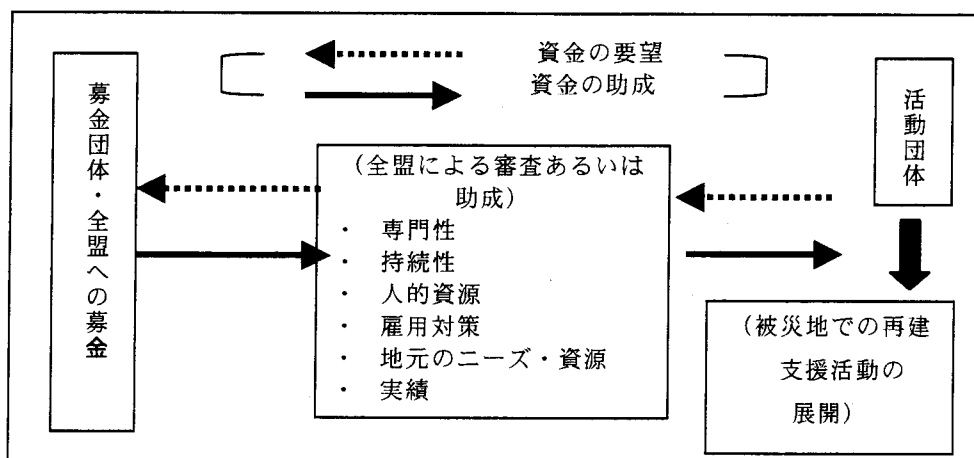 資金の要望
資金の助成
募金団体・全盟への募金
(全盟による審査あるいは
助成)
・ 専門性
・ 持続性
・ 人的資源
・ 雇用対策
・ 地元のニーズ・資源
・ 実績
活動団体
(被災地での再建
支援活動の
展開)